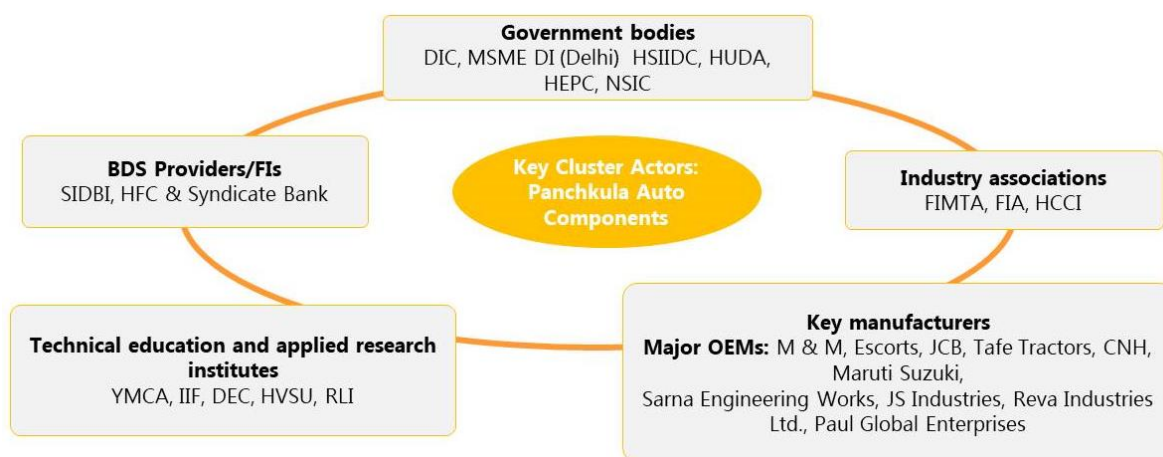 Government bodies
DIC, MSME DI (Delhi) HSIIDC, HUDA,
HEPC, NSIC
BDS Providers/FIs
SIDBI, HFC & Syndicate Bank
Key Cluster Actors:
Panchkula Auto
Components
Industry associations
FIMTA, FIA, HCCI
Technical education and applied research
institutes
YMCA, IIF, DEC, HVSU, RLI
Key manufacturers
Major OEMs: M & M, Escorts, JCB, Tafe Tractors, CNH,
Maruti Suzuki,
Sarna Engineering Works, JS Industries, Reva Industries
Ltd., Paul Global Enterprises